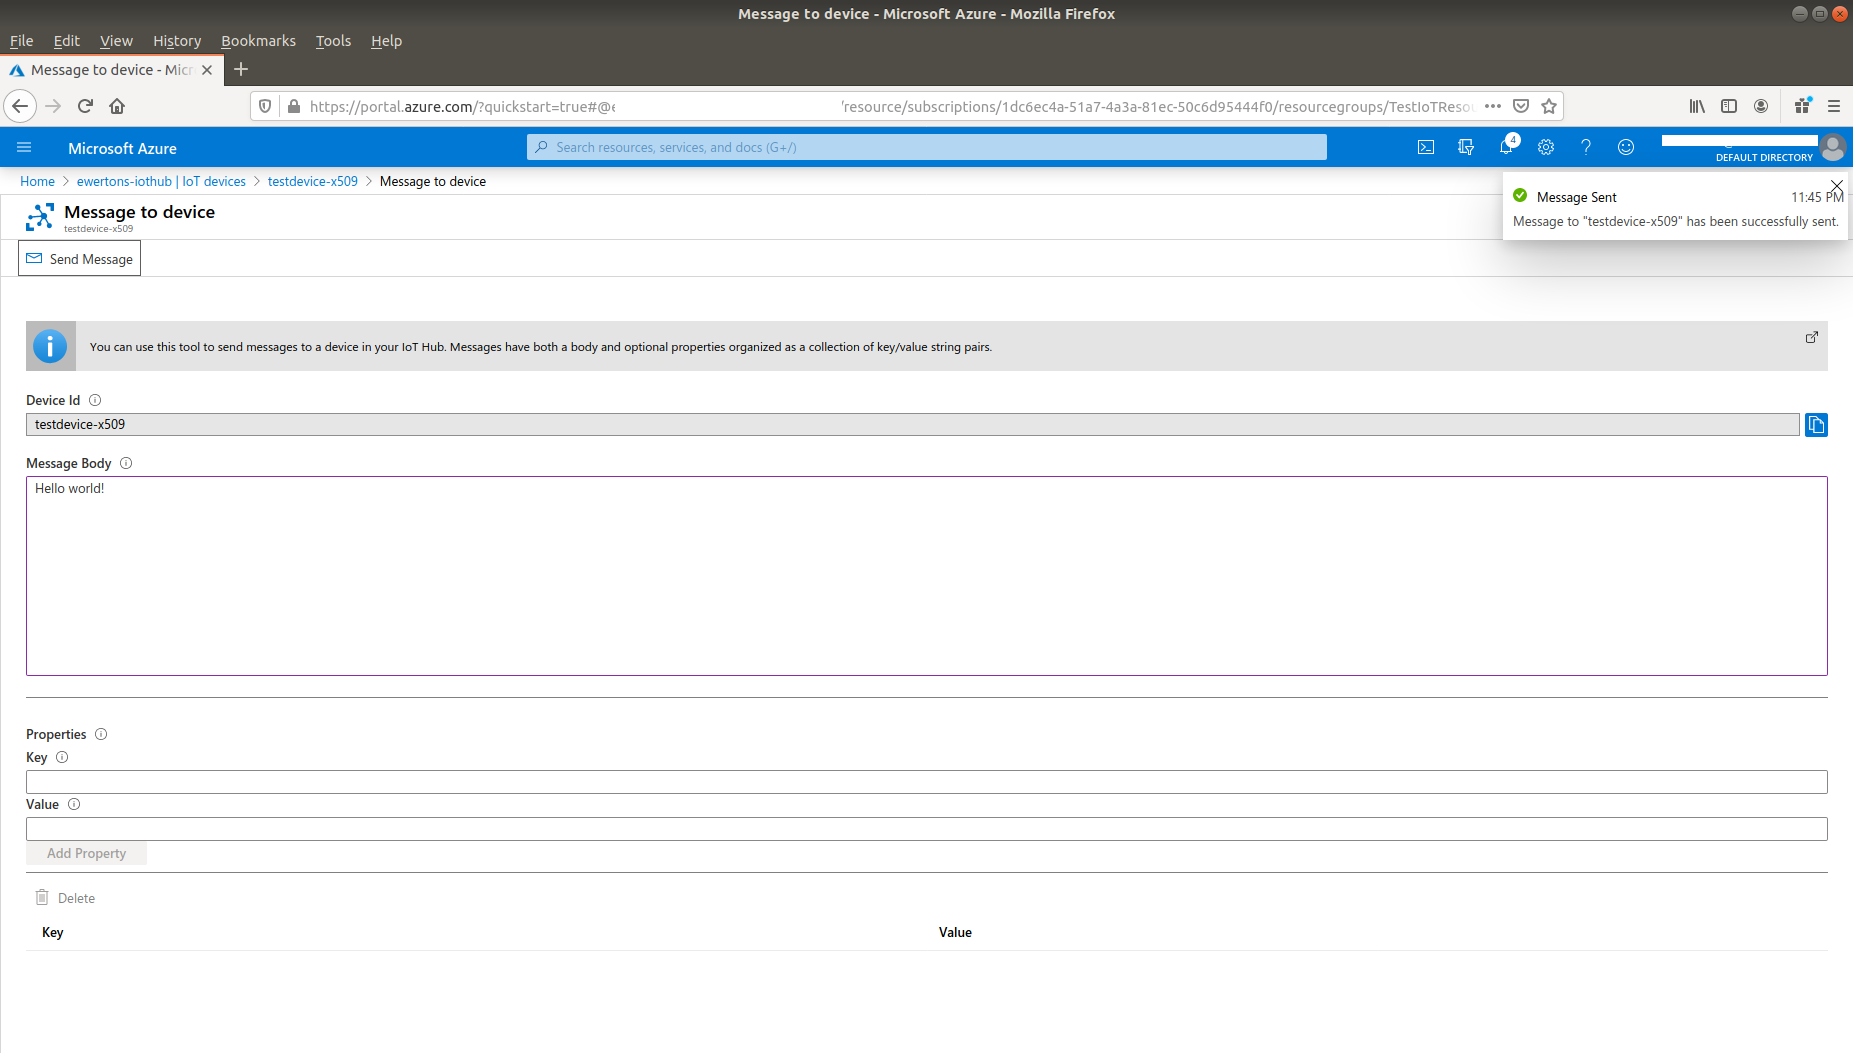 Message to device - Microsoft Azure - Mozilla Firefox
File Edit View History Bookmarks Tools Help
Message to device - Micr
https://portal.azure.com/?quickstart=true#@e /resource/subscriptions/1dc6ec4a-51a7-4a3a-81ec-50c6d95444f0/resourcegroups/TestIoTResou
Microsoft Azure
Search resources, services, and docs (G+/)
4
DEFAULT DIRECTORY
Home > ewertons-iothub | IoT devices > testdevice-x509 > Message to device
Message to device
testdevice-x509
Message Sent 11:45 PM
Message to "testdevice-x509" has been successfully sent.
Send Message
You can use this tool to send messages to a device in your IoT Hub. Messages have both a body and optional properties organized as a collection of key/value string pairs.
Device Id
testdevice-x509
Message Body
Hello world!
Properties
Key
Value
Add Property
Delete
Key Value